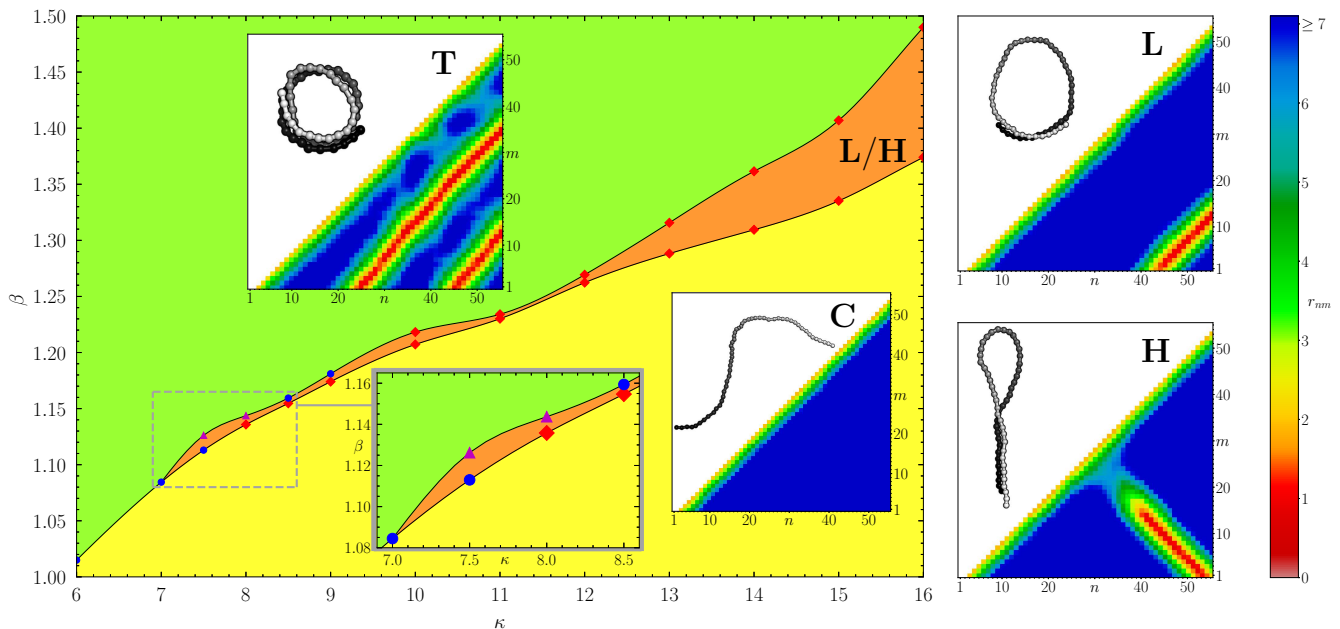 1.50
1.45
1.40
1.35
1.30
1.25
1.20
1.15
1.10
1.05
1.00
β
6 7 8 9 10 11 12 13 14 15 16
κ
T
50
40
m
20
10
1
1 10 20 n 40 50
L/H
C
50
40
m
20
10
1
1 10 20 n 40 50
1.16
1.14
β
1.12
1.10
1.08
7.0 7.5 κ 8.0 8.5
L
50
40
m
20
10
1
1 10 20 n 40 50
H
50
40
m
20
10
1
1 10 20 n 40 50
≥ 7
6
5
4
r_nm
3
2
1
0